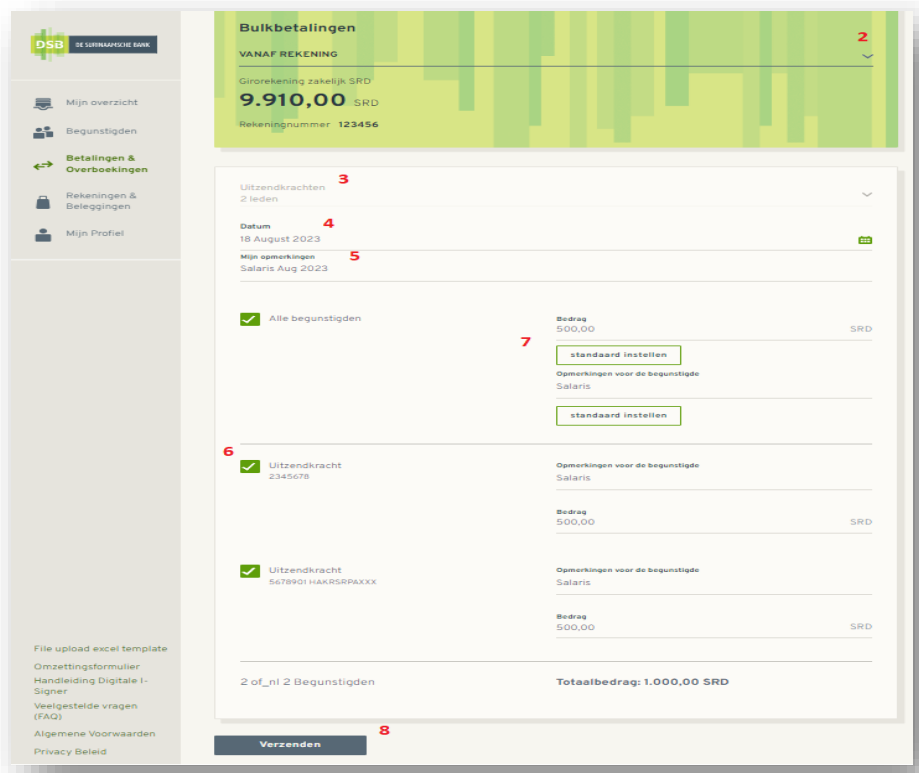 DSB DE SURINAAMSCHE BANK
Mijn overzicht
Begunstigden
Betalingen &
Overboekingen
Rekeningen &
Beleggingen
Mijn Profiel
File upload excel template
Omzettingsformulier
Handleiding Digitale I-
Signer
Veelgestelde vragen
(FAQ)
Algemene Voorwaarden
Privacy Beleid
Bulkbetalingen
2
VANAF REKENING
Girorekening zakelijk SRD
9.910,00 SRD
Rekeningnummer 123456
3
Uitzendkrachten
2 leden
4
Datum
18 August 2023
5
Mijn opmerkingen
Salaris Aug 2023
Alle begunstigden
7
Bedrag
500,00 SRD
standaard instellen
Opmerkingen voor de begunstigde
Salaris
standaard instellen
6
Uitzendkracht
2345678
Opmerkingen voor de begunstigde
Salaris
Bedrag
500,00 SRD
Uitzendkracht
5678901 HAKRSRPAXXX
Opmerkingen voor de begunstigde
Salaris
Bedrag
500,00 SRD
2 of_nl 2 Begunstigden
Totaalbedrag: 1.000,00 SRD
8
Verzenden